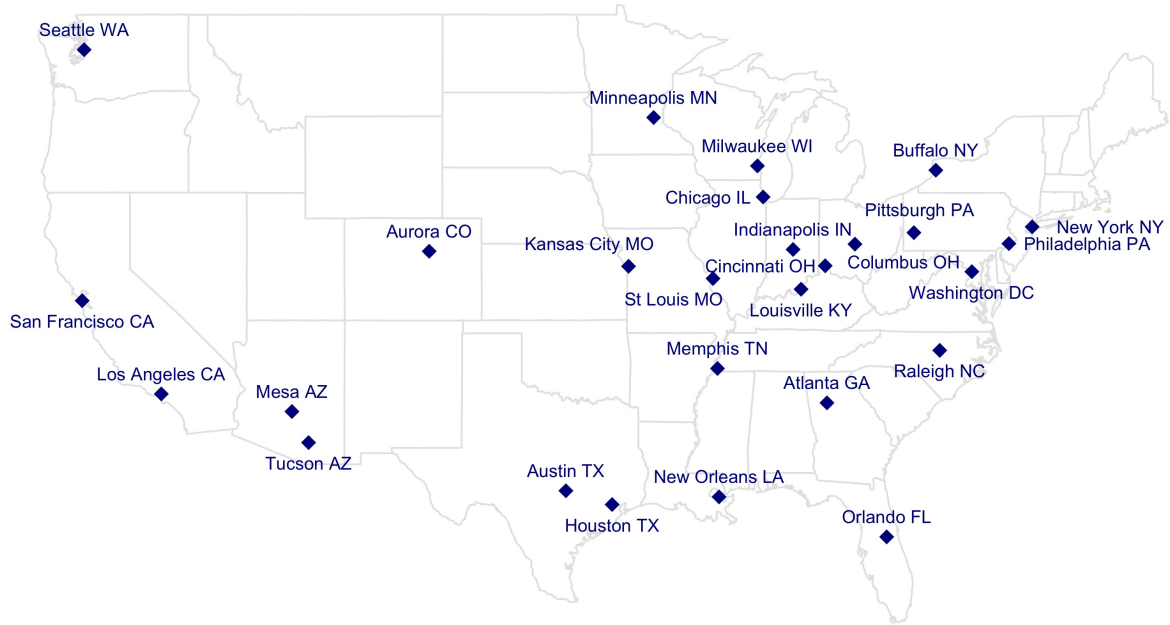 Seattle WA
Minneapolis MN
Milwaukee WI
Buffalo NY
Chicago IL
Pittsburgh PA
New York NY
Indianapolis IN
Aurora CO
Kansas City MO
Philadelphia PA
Columbus OH
Cincinnati OH
Washington DC
St Louis MO
Louisville KY
San Francisco CA
Memphis TN
Raleigh NC
Los Angeles CA
Atlanta GA
Mesa AZ
Tucson AZ
Austin TX
New Orleans LA
Orlando FL
Houston TX